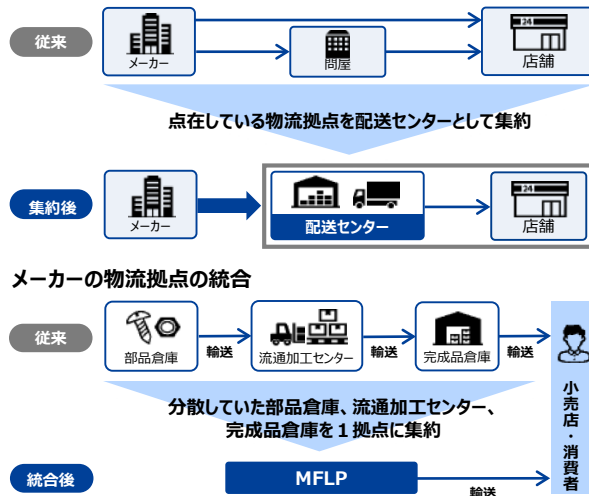 従来
メーカー
問屋
24
店舗
点在している物流拠点を配送センターとして集約
集約後
メーカー
配送センター
24
店舗
メーカーの物流拠点の統合
従来
部品倉庫
輸送
流通加工センター
輸送
完成品倉庫
輸送
小売店・消費者
分散していた部品倉庫、流通加工センター、
完成品倉庫を１拠点に集約
統合後
MFLP
輸送